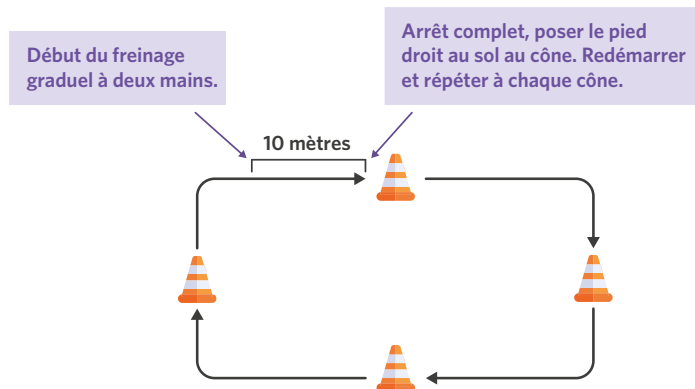 Début du freinage
graduel à deux mains.
Arrêt complet, poser le pied
droit au sol au cône. Redémarrer
et répéter à chaque cône.
10 mètres